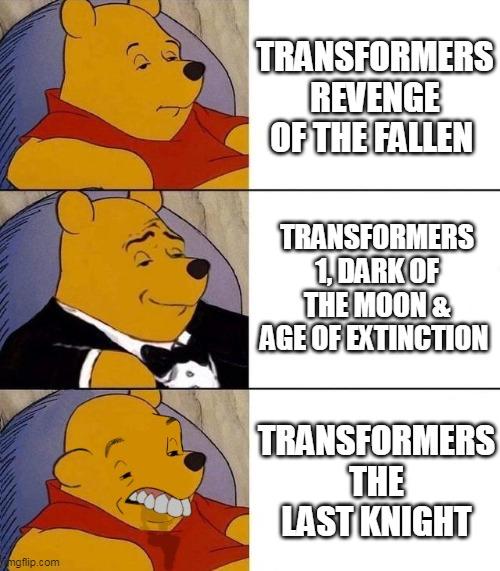 TRANSFORMERS
REVENGE
OF THE FALLEN
TRANSFORMERS
1, DARK OF
THE MOON &
AGE OF EXTINCTION
TRANSFORMERS
THE
LAST KNIGHT
imgflip.com